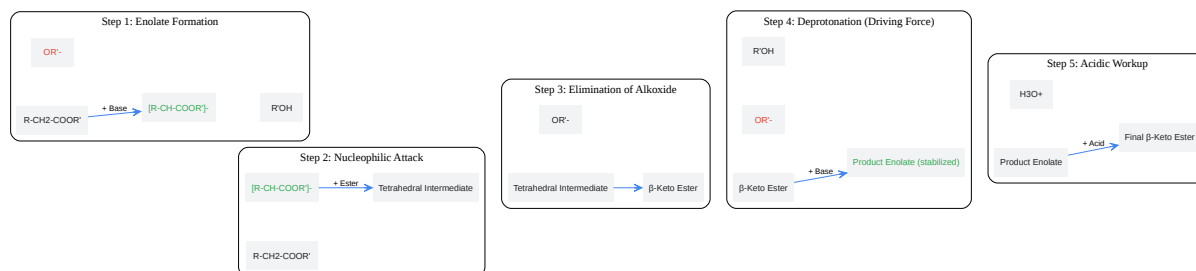 Step 1: Enolate Formation
OR'-
R-CH2-COOR'
+ Base
[R-CH-COOR']-
R'OH
Step 2: Nucleophilic Attack
[R-CH-COOR']-
+ Ester
Tetrahedral Intermediate
R-CH2-COOR'
Step 3: Elimination of Alkoxide
OR'-
Tetrahedral Intermediate
β-Keto Ester
Step 4: Deprotonation (Driving Force)
R'OH
OR'-
β-Keto Ester
+ Base
Product Enolate (stabilized)
Step 5: Acidic Workup
H3O+
Product Enolate
+ Acid
Final β-Keto Ester